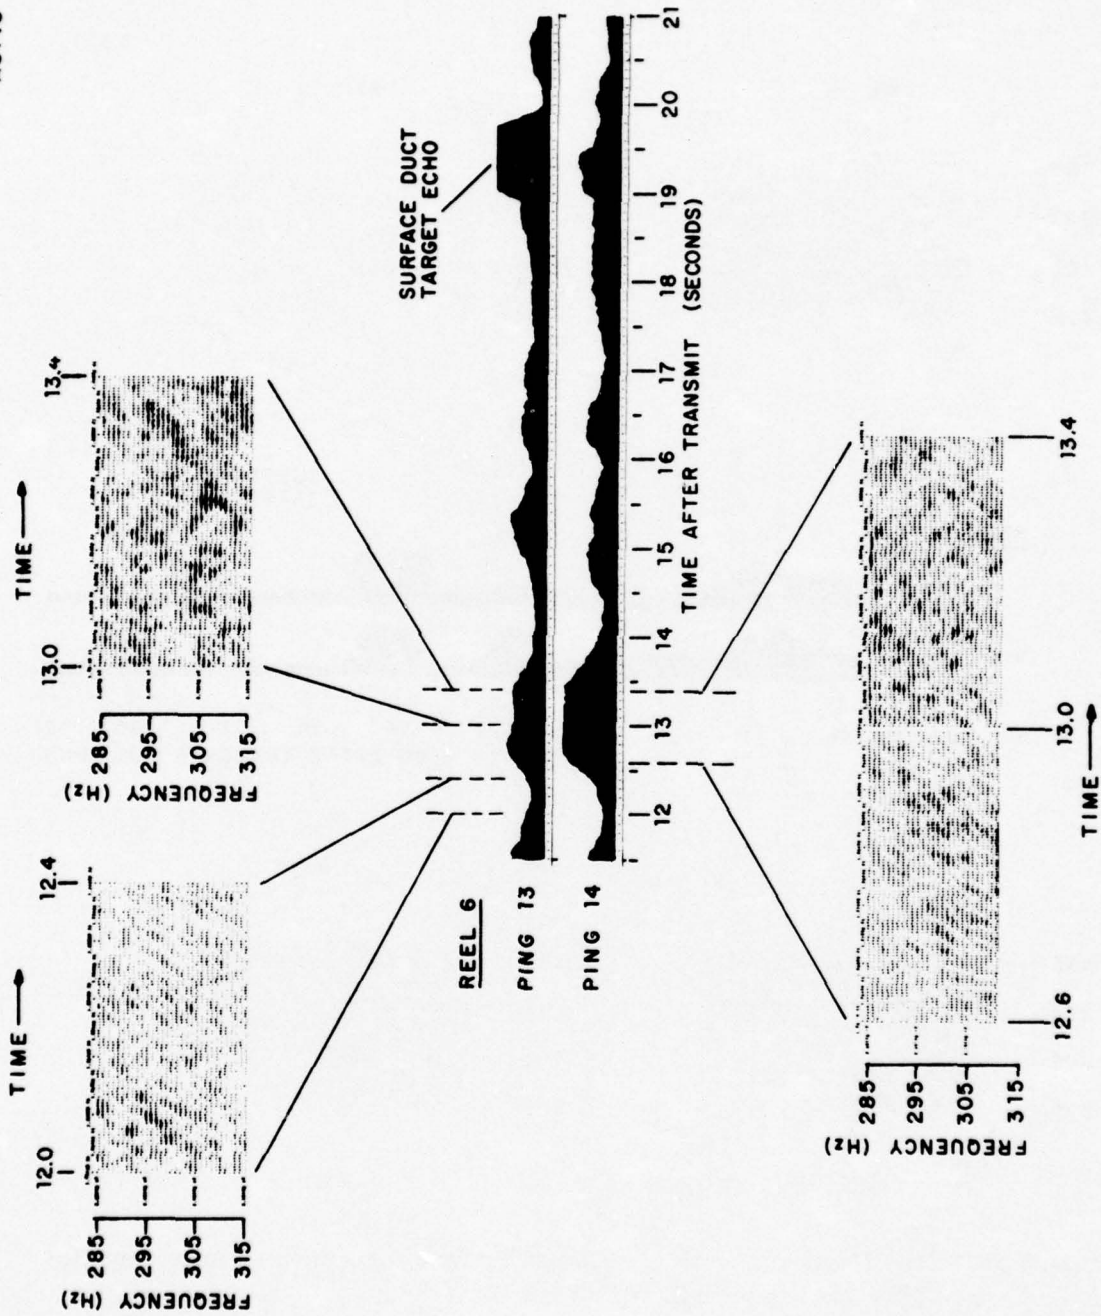 TIME
12.0
12.4
FREQUENCY (Hz)
285
295
305
315
TIME
13.0
13.4
FREQUENCY (Hz)
285
295
305
315
REEL 6
PING 13
PING 14
SURFACE DUCT
TARGET ECHO
12
13
14
15
16
17
18
19
20
21
TIME AFTER TRANSMIT (SECONDS)
FREQUENCY (Hz)
285
295
305
315
12.6
13.0
13.4
TIME